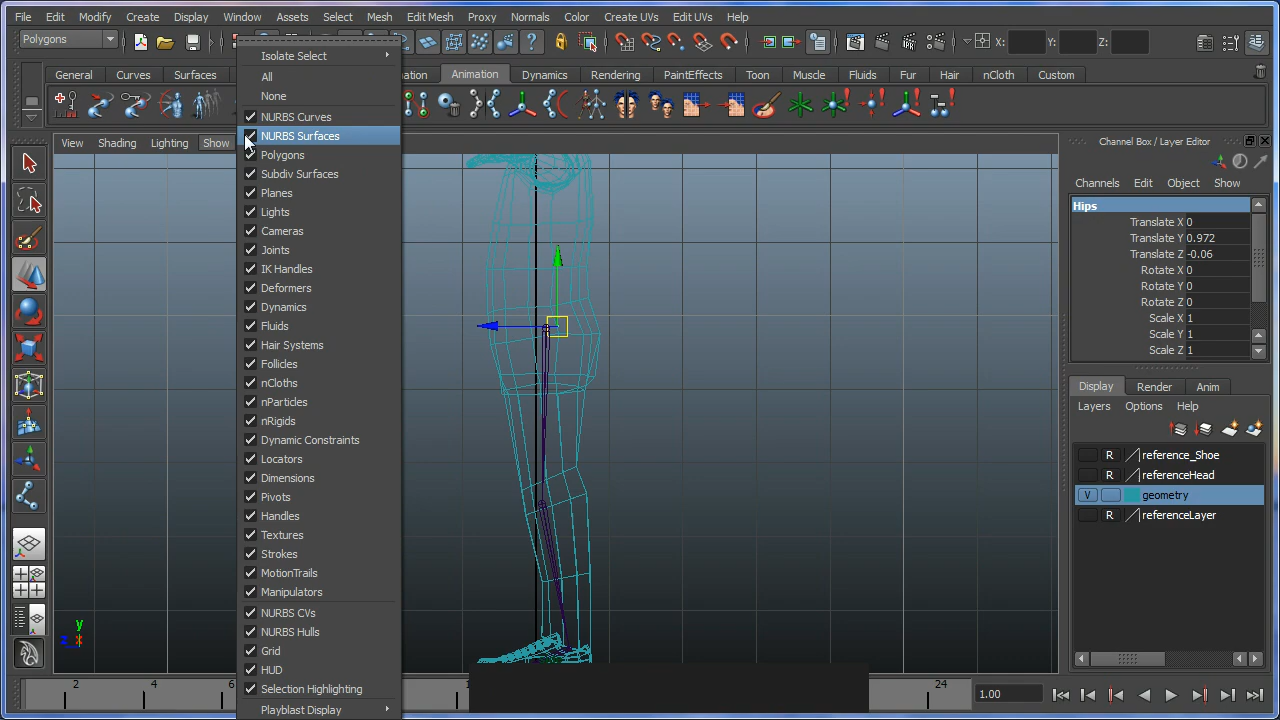 File Edit Modify Create Display Window Assets Select Mesh Edit Mesh Proxy Normals Color Create UVs Edit UVs Help
Polygons X: Y: Z:
General Curves Surfaces Animation Dynamics Rendering PaintEffects Toon Muscle Fluids Fur Hair nCloth Custom
View Shading Lighting Show
Isolate Select
All
None
NURBS Curves
NURBS Surfaces
Polygons
Subdiv Surfaces
Planes
Lights
Cameras
Joints
IK Handles
Deformers
Dynamics
Fluids
Hair Systems
Follicles
nCloths
nParticles
nRigids
Dynamic Constraints
Locators
Dimensions
Pivots
Handles
Textures
Strokes
MotionTrails
Manipulators
NURBS CVs
NURBS Hulls
Grid
HUD
Selection Highlighting
Playblast Display
y
z x
Channel Box / Layer Editor
Channels Edit Object Show
Hips
Translate X 0
Translate Y 0.972
Translate Z -0.06
Rotate X 0
Rotate Y 0
Rotate Z 0
Scale X 1
Scale Y 1
Scale Z 1
Display Render Anim
Layers Options Help
R reference_Shoe
R referenceHead
V geometry
R referenceLayer
2 4 6 24 1.00